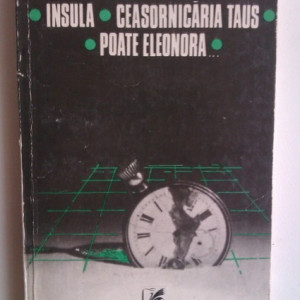 INSULA • CEASORNICĂRIA TAUS
• POATE ELEONORA... •